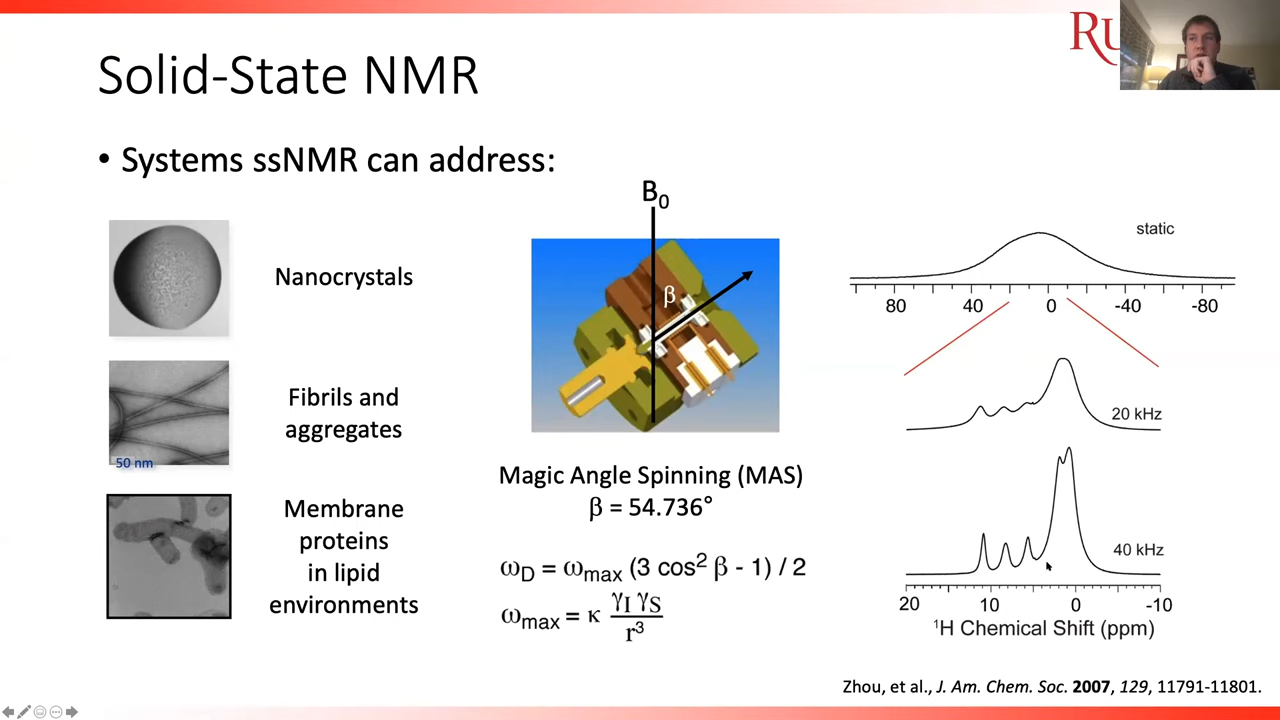 Solid-State NMR
RU
• Systems ssNMR can address:
Nanocrystals
50 nm
Fibrils and
aggregates
Membrane
proteins
in lipid
environments
B₀
β
Magic Angle Spinning (MAS)
β = 54.736°
ω_D = ω_max (3 cos² β - 1) / 2
ω_max = κ γ_I γ_S / r³
static
80 40 0 -40 -80
20 kHz
40 kHz
20 10 0 -10
¹H Chemical Shift (ppm)
Zhou, et al., J. Am. Chem. Soc. 2007, 129, 11791-11801.